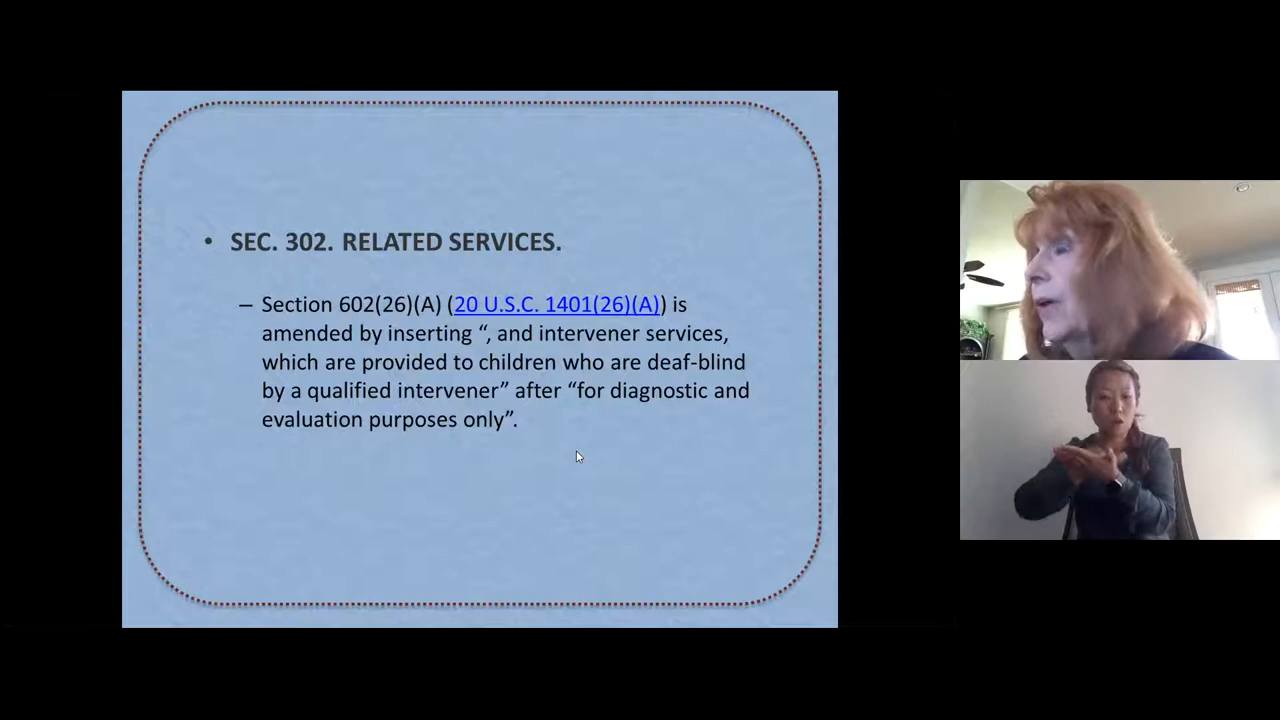 • SEC. 302. RELATED SERVICES.
– Section 602(26)(A) (20 U.S.C. 1401(26)(A)) is
amended by inserting “, and intervener services,
which are provided to children who are deaf-blind
by a qualified intervener” after “for diagnostic and
evaluation purposes only”.